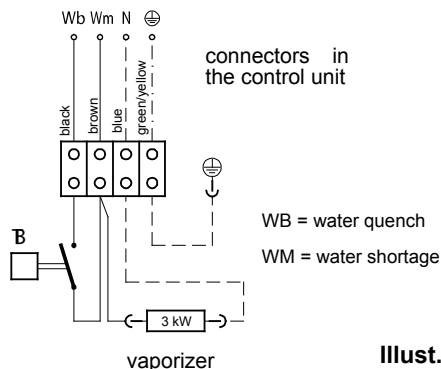 Wb Wm N
connectors in
the control unit
black
brown
blue
green/yellow
WB = water quench
WM = water shortage
B
3 kW
vaporizer
Illust.